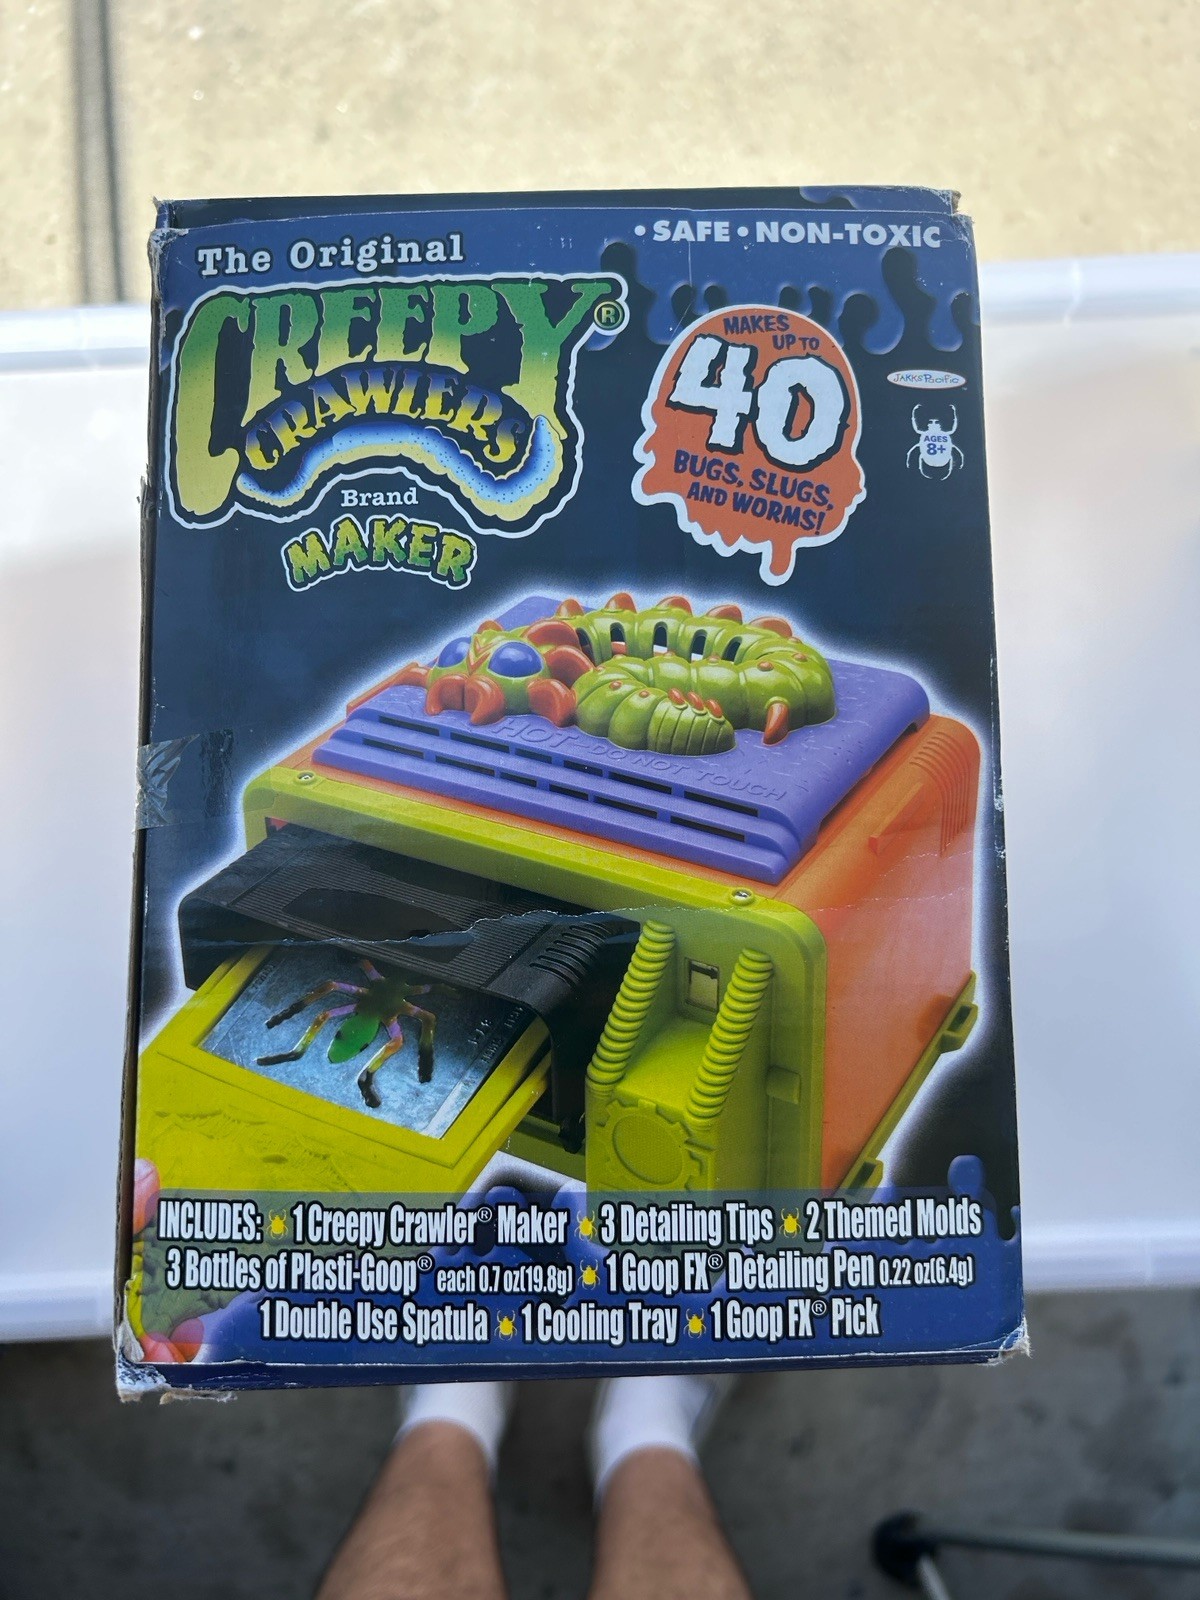 The Original
CREEPY®
CRAWLERS
Brand
MAKER
• SAFE • NON-TOXIC
MAKES
UP TO
40
BUGS, SLUGS,
AND WORMS!
JAKKS Pacific
AGES
8+
HOT-DO NOT TOUCH
INCLUDES: 1 Creepy Crawler® Maker 3 Detailing Tips 2 Themed Molds
3 Bottles of Plasti-Goop® each 0.7 oz(19.8g) 1 Goop FX® Detailing Pen 0.22 oz(6.4g)
1 Double Use Spatula 1 Cooling Tray 1 Goop FX® Pick